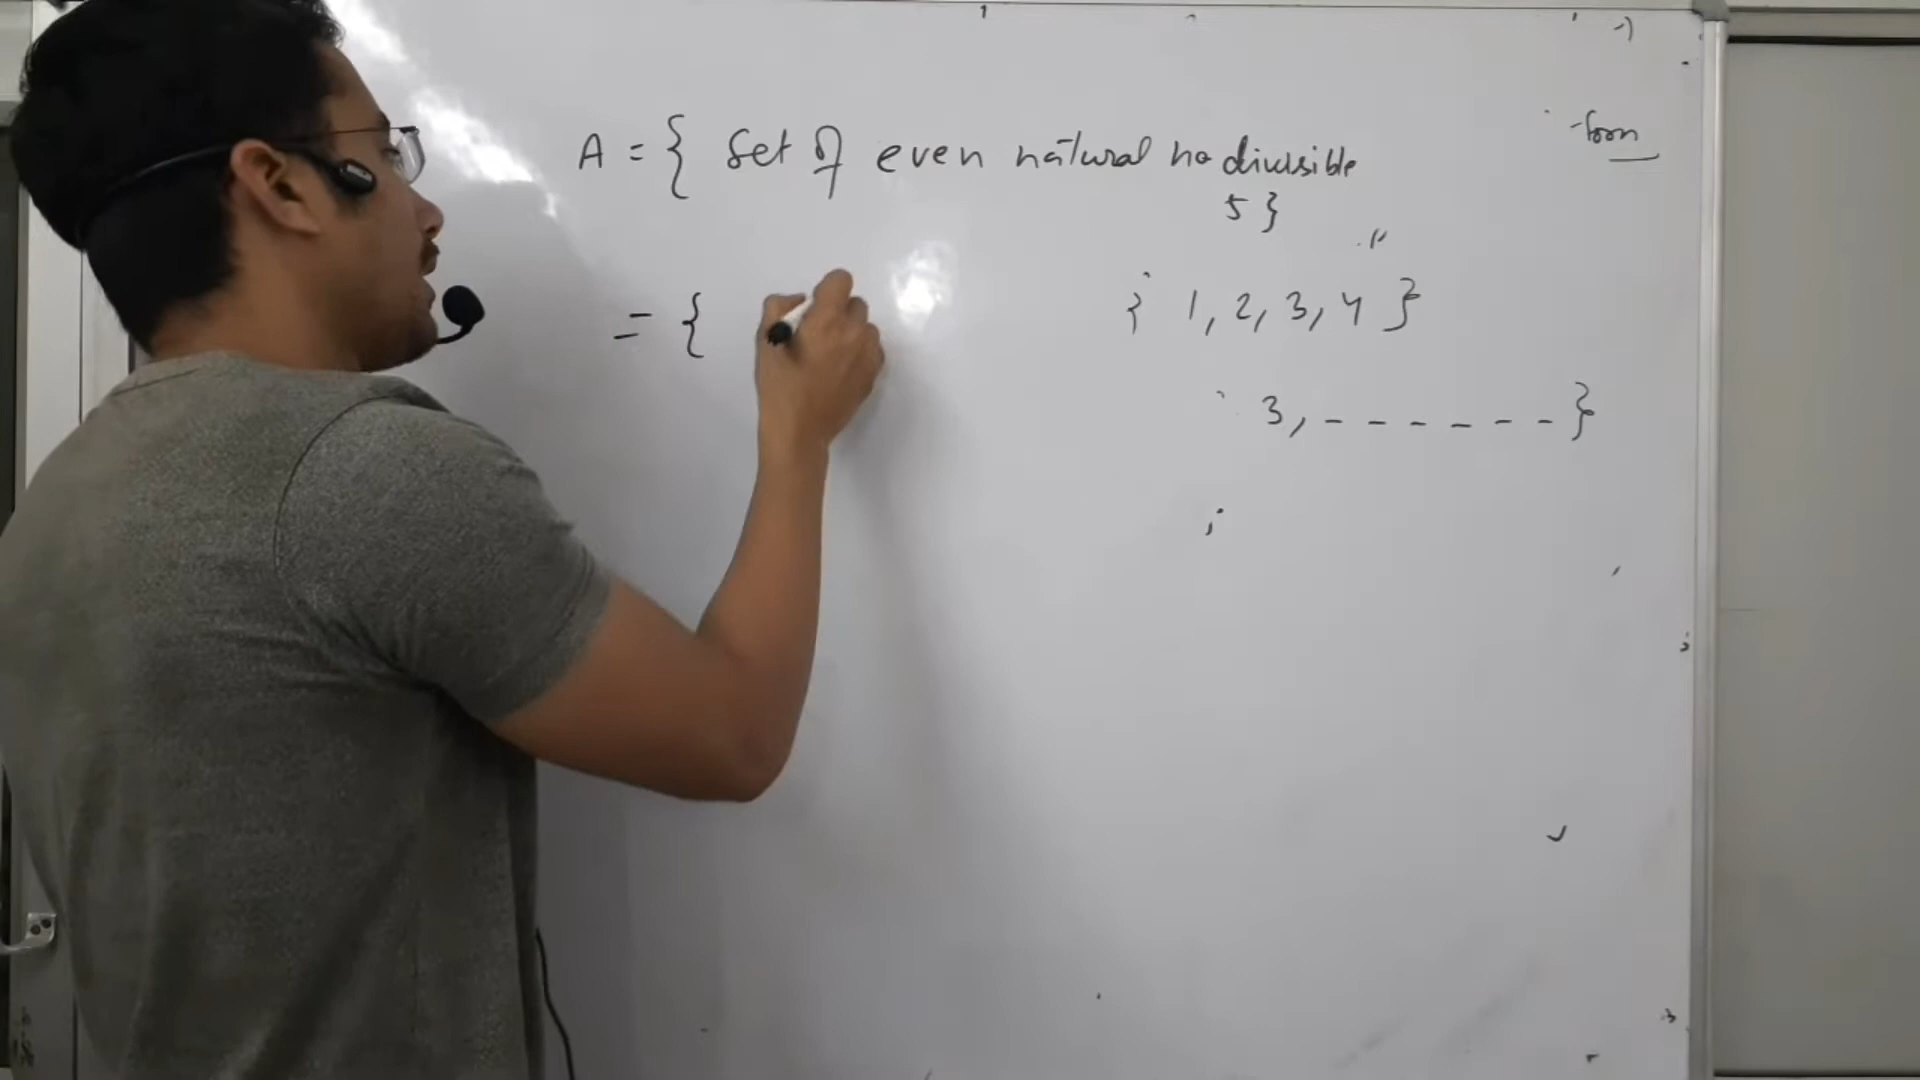 -form
A = { Set of even natural no divisible
5 }
= {
{ 1, 2, 3, 4 }
3, - - - - - - }